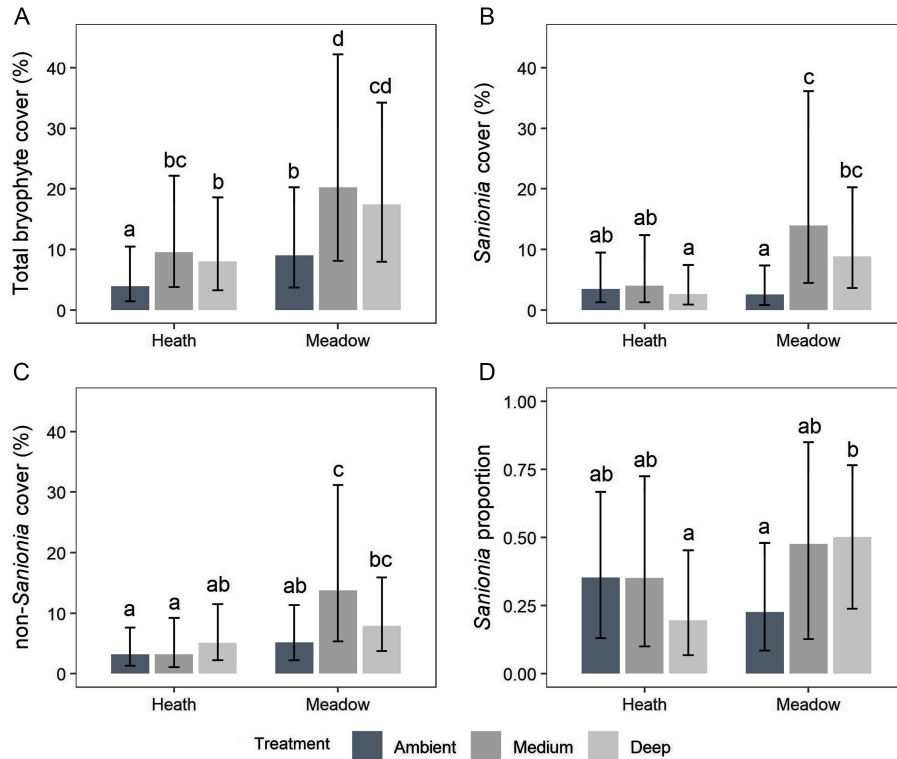 A
Total bryophyte cover (%)
40
30
20
10
0
a
bc
b
b
d
cd
Heath
Meadow
B
Sanionia cover (%)
40
30
20
10
0
ab
ab
a
a
c
bc
Heath
Meadow
C
non-Sanionia cover (%)
40
30
20
10
0
a
a
ab
ab
c
bc
Heath
Meadow
D
Sanionia proportion
1.00
0.75
0.50
0.25
0.00
ab
ab
a
a
ab
b
Heath
Meadow
Treatment Ambient Medium Deep